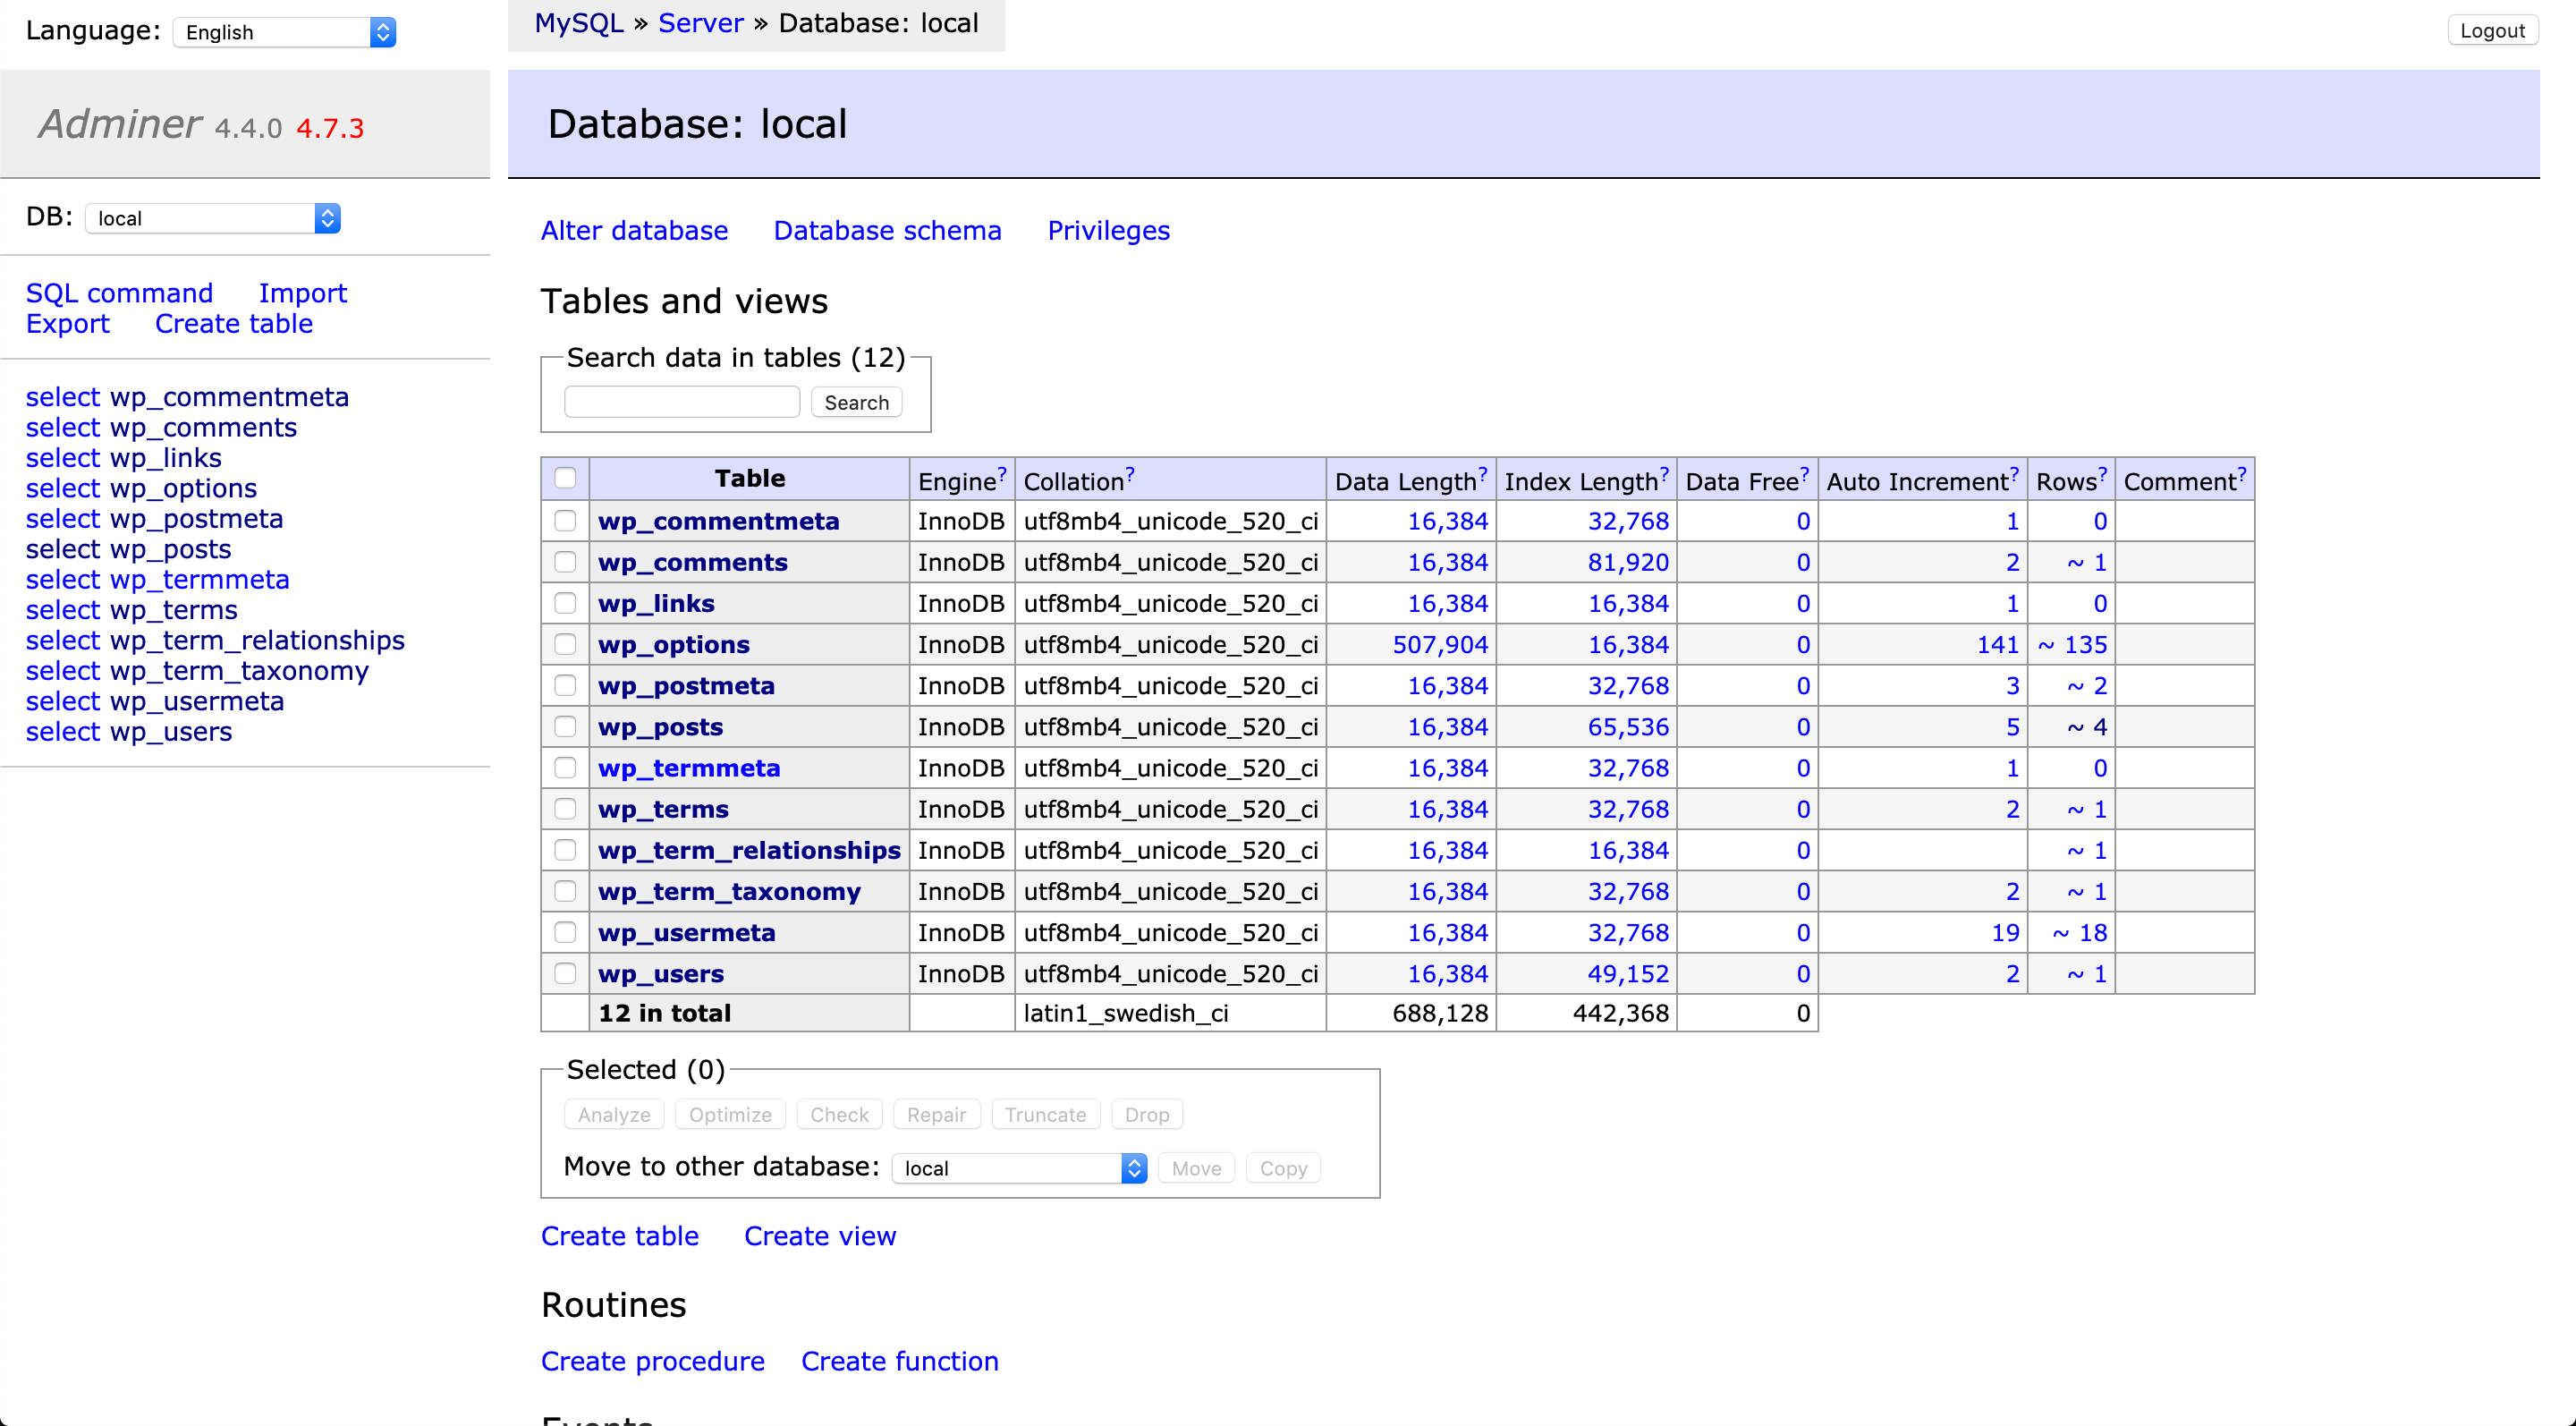 Language: English
MySQL » Server » Database: local
Logout
Adminer 4.4.0 4.7.3
Database: local
DB: local
SQL command Import
Export Create table
select wp_commentmeta
select wp_comments
select wp_links
select wp_options
select wp_postmeta
select wp_posts
select wp_termmeta
select wp_terms
select wp_term_relationships
select wp_term_taxonomy
select wp_usermeta
select wp_users
Alter database Database schema Privileges
Tables and views
Search data in tables (12)
Search
Table Engine? Collation? Data Length? Index Length? Data Free? Auto Increment? Rows? Comment?
wp_commentmeta InnoDB utf8mb4_unicode_520_ci 16,384 32,768 0 1 0
wp_comments InnoDB utf8mb4_unicode_520_ci 16,384 81,920 0 2 ~ 1
wp_links InnoDB utf8mb4_unicode_520_ci 16,384 16,384 0 1 0
wp_options InnoDB utf8mb4_unicode_520_ci 507,904 16,384 0 141 ~ 135
wp_postmeta InnoDB utf8mb4_unicode_520_ci 16,384 32,768 0 3 ~ 2
wp_posts InnoDB utf8mb4_unicode_520_ci 16,384 65,536 0 5 ~ 4
wp_termmeta InnoDB utf8mb4_unicode_520_ci 16,384 32,768 0 1 0
wp_terms InnoDB utf8mb4_unicode_520_ci 16,384 32,768 0 2 ~ 1
wp_term_relationships InnoDB utf8mb4_unicode_520_ci 16,384 16,384 0 ~ 1
wp_term_taxonomy InnoDB utf8mb4_unicode_520_ci 16,384 32,768 0 2 ~ 1
wp_usermeta InnoDB utf8mb4_unicode_520_ci 16,384 32,768 0 19 ~ 18
wp_users InnoDB utf8mb4_unicode_520_ci 16,384 49,152 0 2 ~ 1
12 in total latin1_swedish_ci 688,128 442,368 0
Selected (0)
Analyze Optimize Check Repair Truncate Drop
Move to other database: local Move Copy
Create table Create view
Routines
Create procedure Create function